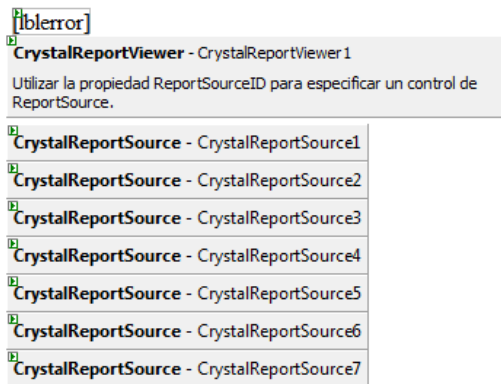 [lblerror]
CrystalReportViewer - CrystalReportViewer1
Utilizar la propiedad ReportSourceID para especificar un control de
ReportSource.
CrystalReportSource - CrystalReportSource1
CrystalReportSource - CrystalReportSource2
CrystalReportSource - CrystalReportSource3
CrystalReportSource - CrystalReportSource4
CrystalReportSource - CrystalReportSource5
CrystalReportSource - CrystalReportSource6
CrystalReportSource - CrystalReportSource7